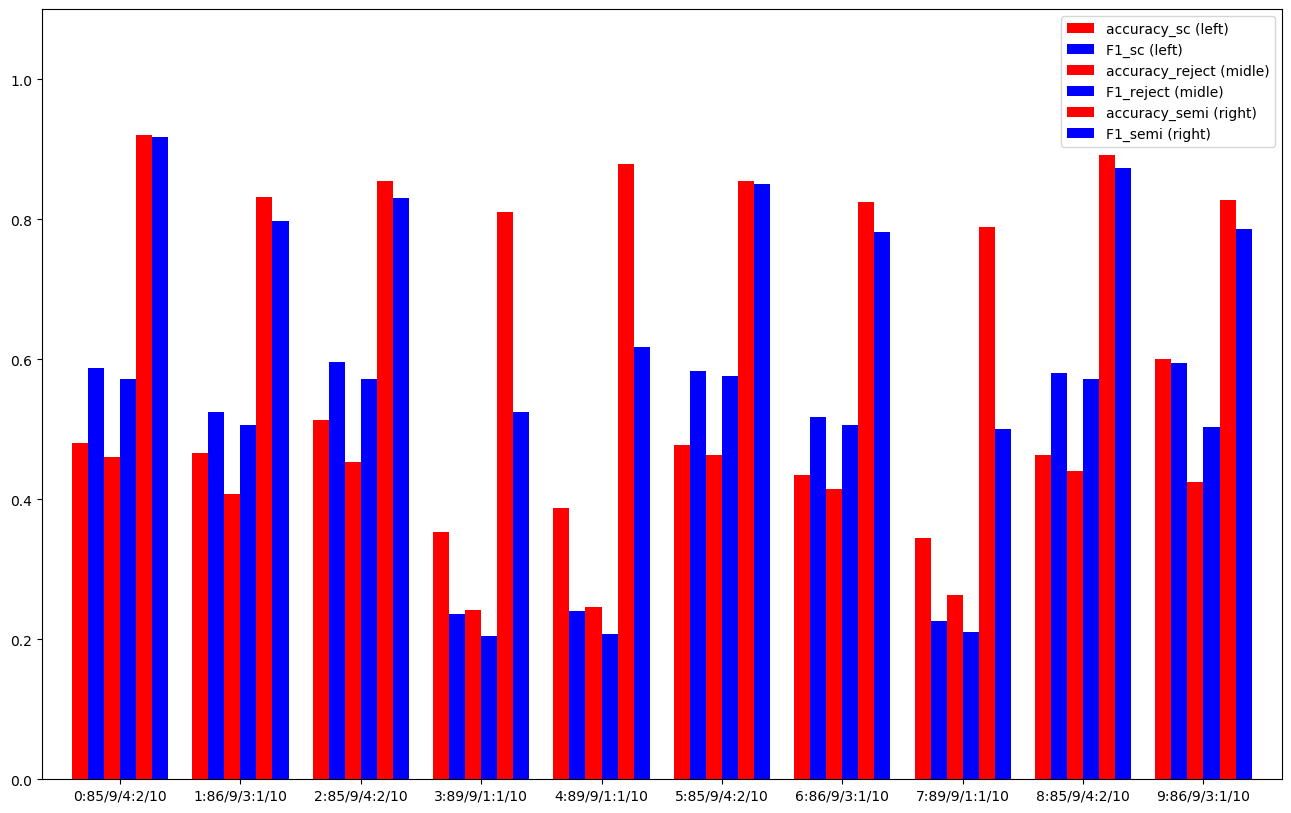 accuracy_sc (left)
F1_sc (left)
accuracy_reject (midle)
F1_reject (midle)
accuracy_semi (right)
F1_semi (right)
1.0
0.8
0.6
0.4
0.2
0.0
0:85/9/4:2/10 1:86/9/3:1/10 2:85/9/4:2/10 3:89/9/1:1/10 4:89/9/1:1/10 5:85/9/4:2/10 6:86/9/3:1/10 7:89/9/1:1/10 8:85/9/4:2/10 9:86/9/3:1/10